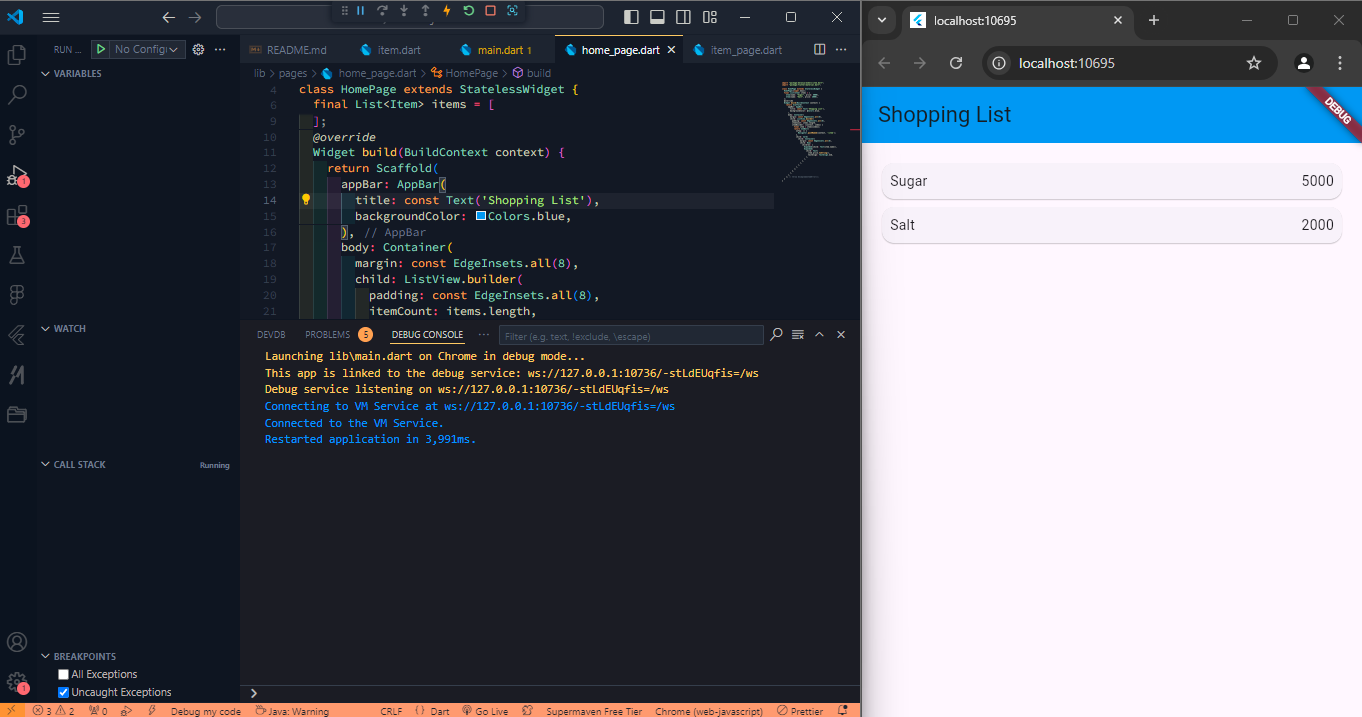 RUN ...
No Config
README.md
item.dart
main.dart 1
home_page.dart
item_page.dart
lib > pages > home_page.dart > HomePage > build
VARIABLES
4 class HomePage extends StatelessWidget {
6 final List<Item> items = [
9 ];
10 @override
11 Widget build(BuildContext context) {
12 return Scaffold(
13 appBar: AppBar(
14 title: const Text('Shopping List'),
15 backgroundColor: Colors.blue,
16 ), // AppBar
17 body: Container(
18 margin: const EdgeInsets.all(8),
19 child: ListView.builder(
20 padding: const EdgeInsets.all(8),
21 itemCount: items.length,
WATCH
CALL STACK
Running
BREAKPOINTS
All Exceptions
Uncaught Exceptions
1
3
1
DEVDB
PROBLEMS 5
DEBUG CONSOLE
...
Filter (e.g. text, !exclude, \escape)
Launching lib\main.dart on Chrome in debug mode...
This app is linked to the debug service: ws://127.0.0.1:10736/-stLdEUqfis=/ws
Debug service listening on ws://127.0.0.1:10736/-stLdEUqfis=/ws
Connecting to VM Service at ws://127.0.0.1:10736/-stLdEUqfis=/ws
Connected to the VM Service.
Restarted application in 3,991ms.
3 2 0 Debug my code Java: Warning CRLF {} Dart Go Live Supermaven Free Tier Chrome (web-javascript) Prettier
localhost:10695
localhost:10695
Shopping List
DEBUG
Sugar 5000
Salt 2000